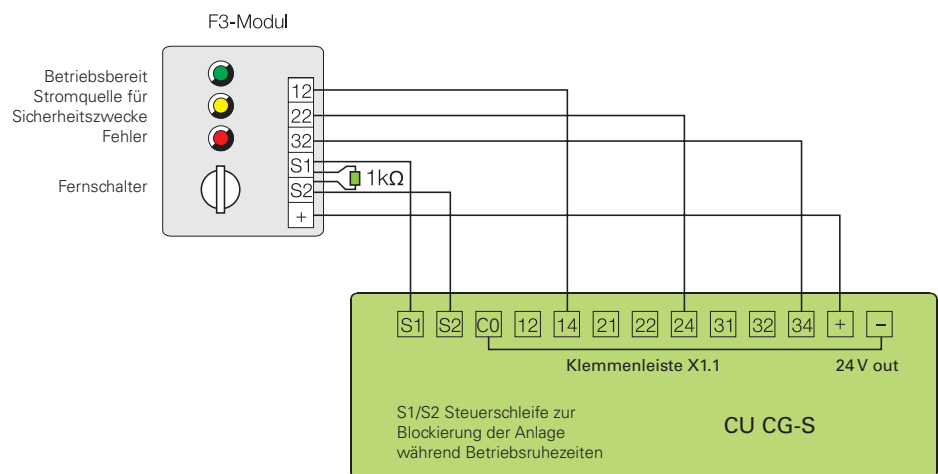 F3-Modul
Betriebsbereit
Stromquelle für
Sicherheitszwecke
Fehler
Fernschalter
12
22
32
S1
S2
+
1kΩ
S1 S2 C0 12 14 21 22 24 31 32 34 + −
Klemmenleiste X1.1
24 V out
S1/S2 Steuerschleife zur
Blockierung der Anlage
während Betriebsruhezeiten
CU CG-S